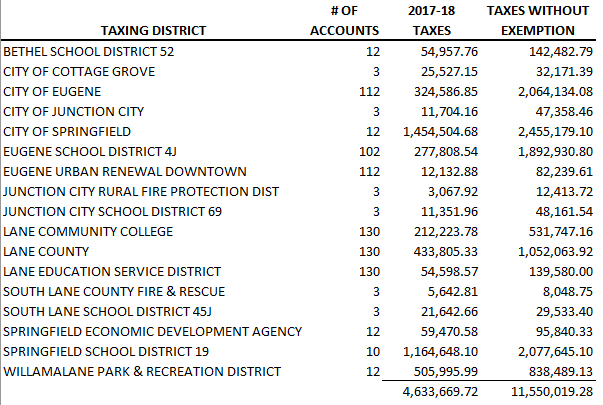 # OF 2017-18 TAXES WITHOUT
TAXING DISTRICT ACCOUNTS TAXES EXEMPTION
BETHEL SCHOOL DISTRICT 52 12 54,957.76 142,482.79
CITY OF COTTAGE GROVE 3 25,527.15 32,171.39
CITY OF EUGENE 112 324,586.85 2,064,134.08
CITY OF JUNCTION CITY 3 11,704.16 47,358.46
CITY OF SPRINGFIELD 12 1,454,504.68 2,455,179.10
EUGENE SCHOOL DISTRICT 4J 102 277,808.54 1,892,930.80
EUGENE URBAN RENEWAL DOWNTOWN 112 12,132.88 82,239.61
JUNCTION CITY RURAL FIRE PROTECTION DIST 3 3,067.92 12,413.72
JUNCTION CITY SCHOOL DISTRICT 69 3 11,351.96 48,161.54
LANE COMMUNITY COLLEGE 130 212,223.78 531,747.16
LANE COUNTY 130 433,805.33 1,052,063.92
LANE EDUCATION SERVICE DISTRICT 130 54,598.57 139,580.00
SOUTH LANE COUNTY FIRE & RESCUE 3 5,642.81 8,048.75
SOUTH LANE SCHOOL DISTRICT 45J 3 21,642.66 29,533.40
SPRINGFIELD ECONOMIC DEVELOPMENT AGENCY 12 59,470.58 95,840.33
SPRINGFIELD SCHOOL DISTRICT 19 10 1,164,648.10 2,077,645.10
WILLAMALANE PARK & RECREATION DISTRICT 12 505,995.99 838,489.13
4,633,669.72 11,550,019.28